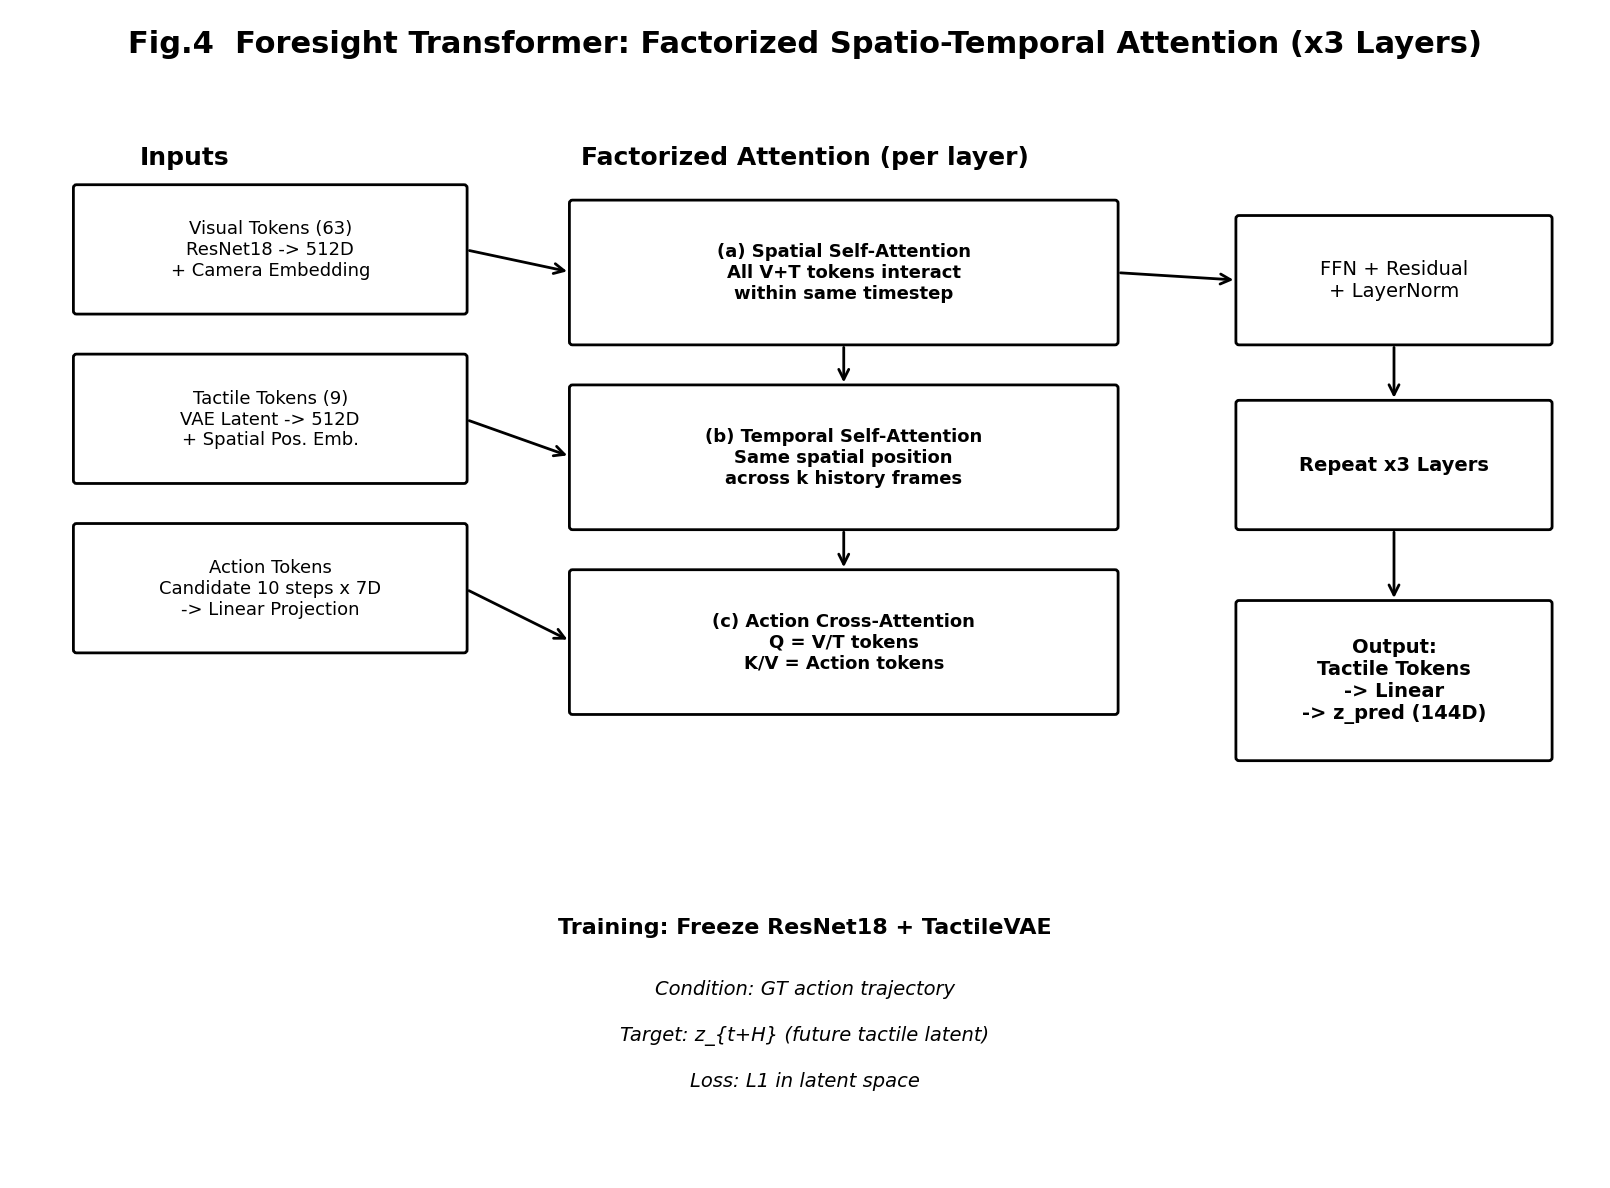 Fig.4  Foresight Transformer: Factorized Spatio-Temporal Attention (x3 Layers)
Inputs
Visual Tokens (63)
ResNet18 -> 512D
+ Camera Embedding
Tactile Tokens (9)
VAE Latent -> 512D
+ Spatial Pos. Emb.
Action Tokens
Candidate 10 steps x 7D
-> Linear Projection
Factorized Attention (per layer)
(a) Spatial Self-Attention
All V+T tokens interact
within same timestep
(b) Temporal Self-Attention
Same spatial position
across k history frames
(c) Action Cross-Attention
Q = V/T tokens
K/V = Action tokens
FFN + Residual
+ LayerNorm
Repeat x3 Layers
Output:
Tactile Tokens
-> Linear
-> z_pred (144D)
Training: Freeze ResNet18 + TactileVAE
Condition: GT action trajectory
Target: z_{t+H} (future tactile latent)
Loss: L1 in latent space